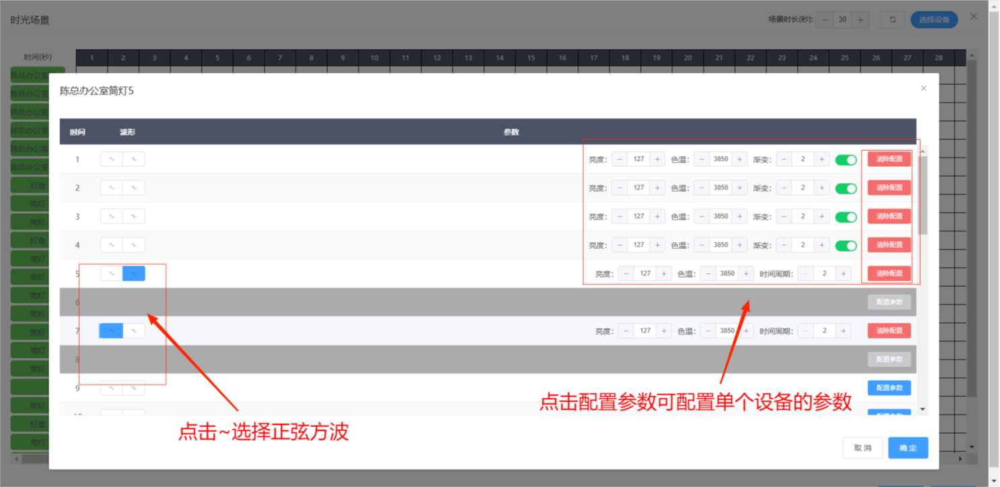 时光场景
场景时长(秒): − 30 + 选择设备
时间(秒) 1 2 3 4 5 6 7 8 9 10 11 12 13 14 15 16 17 18 19 20 21 22 23 24 25 26 27 28
陈总办公室
陈总办公室
陈总办公室
陈总办公室
陈总办公室
陈总办公室
灯盘
筒灯
筒灯
灯盘
筒灯
筒灯
筒灯
筒灯
筒灯
筒灯
筒灯
筒灯
灯盘
筒灯
陈总办公室筒灯5
时间 波形 参数
1 亮度: − 127 + 色温: − 3850 + 渐变: − 2 + 清除配置
2 亮度: − 127 + 色温: − 3850 + 渐变: − 2 + 清除配置
3 亮度: − 127 + 色温: − 3850 + 渐变: − 2 + 清除配置
4 亮度: − 127 + 色温: − 3850 + 渐变: − 2 + 清除配置
5 亮度: − 127 + 色温: − 3850 + 时间周期: − 2 + 清除配置
6 配置参数
7 亮度: − 127 + 色温: − 3850 + 时间周期: − 2 + 清除配置
8 配置参数
9 配置参数
点击配置参数可配置单个设备的参数
点击~选择正弦方波
取消 确定